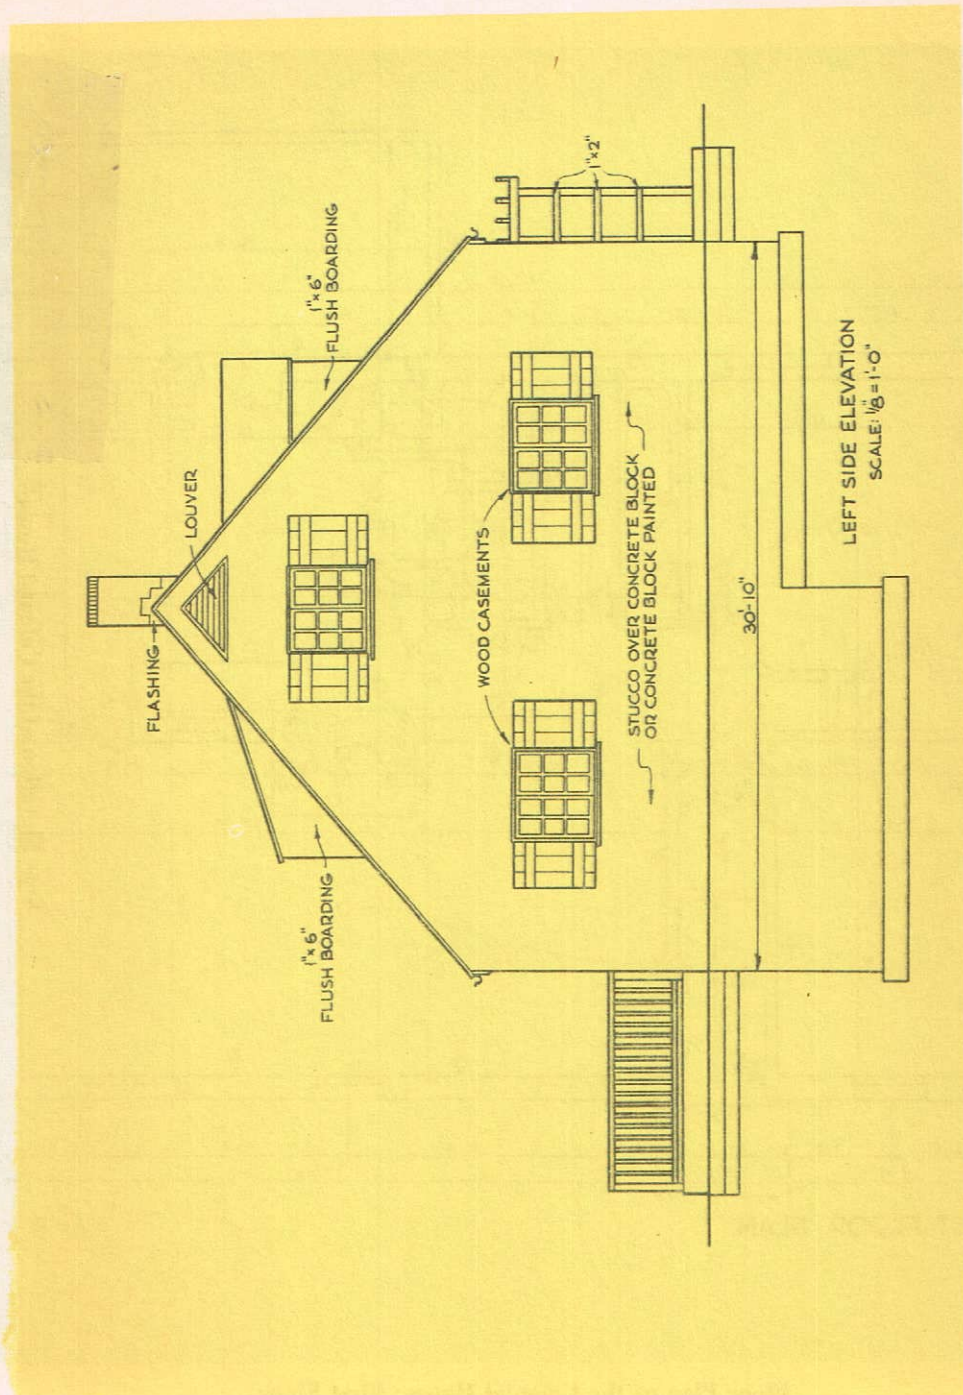 FLASHING
LOUVER
1"x6"
FLUSH BOARDING
1"x6"
FLUSH BOARDING
WOOD CASEMENTS
1"x2"
STUCCO OVER CONCRETE BLOCK
OR CONCRETE BLOCK PAINTED
30'-10"
LEFT SIDE ELEVATION
SCALE: 1/8"=1'-0"